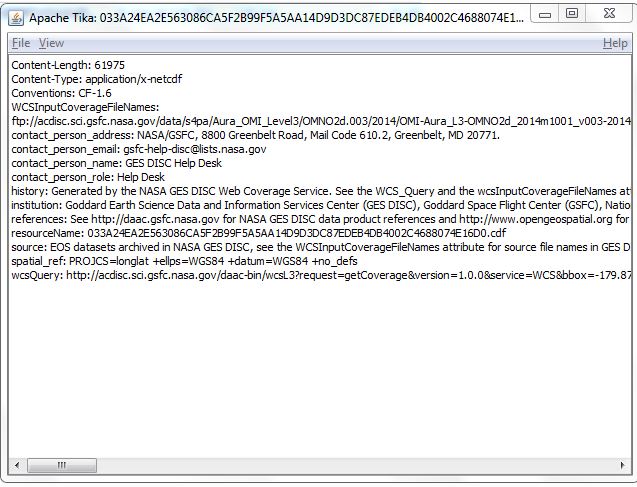 Apache Tika: 033A24EA2E563086CA5F2B99F5A5AA14D9D3DC87EDEB4DB4002C4688074E1...
File View Help
Content-Length: 61975
Content-Type: application/x-netcdf
Conventions: CF-1.6
WCSInputCoverageFileNames:
ftp://acdisc.sci.gsfc.nasa.gov/data/s4pa/Aura_OMI_Level3/OMNO2d.003/2014/OMI-Aura_L3-OMNO2d_2014m1001_v003-2014
contact_person_address: NASA/GSFC, 8800 Greenbelt Road, Mail Code 610.2, Greenbelt, MD 20771.
contact_person_email: gsfc-help-disc@lists.nasa.gov
contact_person_name: GES DISC Help Desk
contact_person_role: Help Desk
history: Generated by the NASA GES DISC Web Coverage Service. See the WCS_Query and the wcsInputCoverageFileNames att
institution: Goddard Earth Science Data and Information Services Center (GES DISC), Goddard Space Flight Center (GSFC), Natio
references: See http://daac.gsfc.nasa.gov for NASA GES DISC data product references and http://www.opengeospatial.org for
resourceName: 033A24EA2E563086CA5F2B99F5A5AA14D9D3DC87EDEB4DB4002C4688074E16D0.cdf
source: EOS datasets archived in NASA GES DISC, see the WCSInputCoverageFileNames attribute for source file names in GES D
spatial_ref: PROJCS=longlat +ellps=WGS84 +datum=WGS84 +no_defs
wcsQuery: http://acdisc.sci.gsfc.nasa.gov/daac-bin/wcsL3?request=getCoverage&version=1.0.0&service=WCS&bbox=-179.87